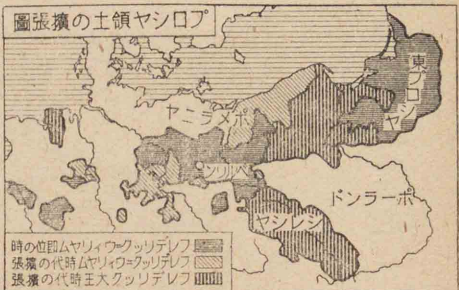 プロシヤ領土の擴張圖
東プロシヤ
ポメラニヤ
ベルリン
ポーランド
シレジヤ
フレデリック=ウィリヤム卽位の時
フレデリック=ウィリヤム時代の擴張
フレデリック大王時代の擴張